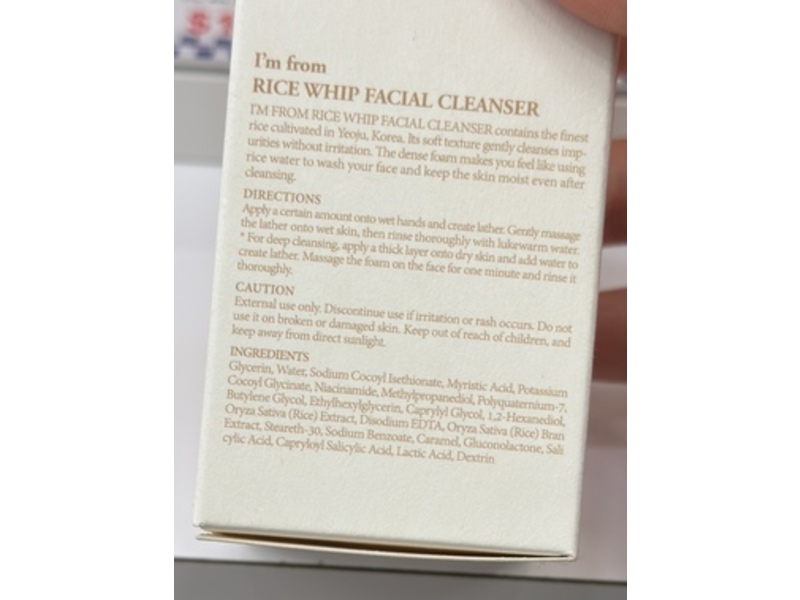 $1
I'm from
RICE WHIP FACIAL CLEANSER
I'M FROM RICE WHIP FACIAL CLEANSER contains the finest
rice cultivated in Yeoju, Korea. Its soft texture gently cleanses imp-
urities without irritation. The dense foam makes you feel like using
rice water to wash your face and keep the skin moist even after
cleansing.
DIRECTIONS
Apply a certain amount onto wet hands and create lather. Gently massage
the lather onto wet skin, then rinse thoroughly with lukewarm water.
* For deep cleansing, apply a thick layer onto dry skin and add water to
create lather. Massage the foam on the face for one minute and rinse it
thoroughly.
CAUTION
External use only. Discontinue use if irritation or rash occurs. Do not
use it on broken or damaged skin. Keep out of reach of children, and
keep away from direct sunlight.
INGREDIENTS
Glycerin, Water, Sodium Cocoyl Isethionate, Myristic Acid, Potassium
Cocoyl Glycinate, Niacinamide, Methylpropanediol, Polyquaternium-7,
Butylene Glycol, Ethylhexylglycerin, Caprylyl Glycol, 1,2-Hexanediol,
Oryza Sativa (Rice) Extract, Disodium EDTA, Oryza Sativa (Rice) Bran
Extract, Steareth-30, Sodium Benzoate, Caramel, Gluconolactone, Sali
cylic Acid, Capryloyl Salicylic Acid, Lactic Acid, Dextrin